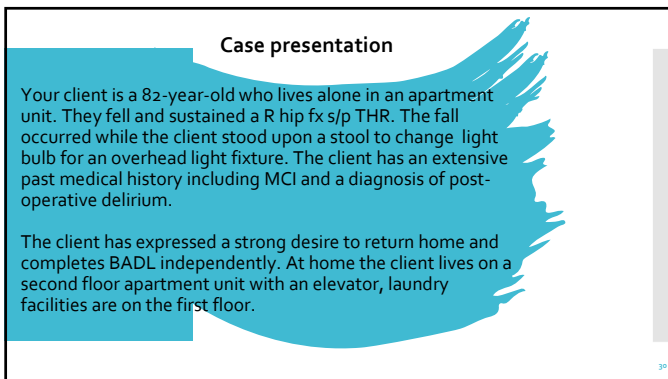 Case presentation
Your client is a 82-year-old who lives alone in an apartment
unit. They fell and sustained a R hip fx s/p THR. The fall
occurred while the client stood upon a stool to change light
bulb for an overhead light fixture. The client has an extensive
past medical history including MCI and a diagnosis of post-
operative delirium.
The client has expressed a strong desire to return home and
completes BADL independently. At home the client lives on a
second floor apartment unit with an elevator, laundry
facilities are on the first floor.
30